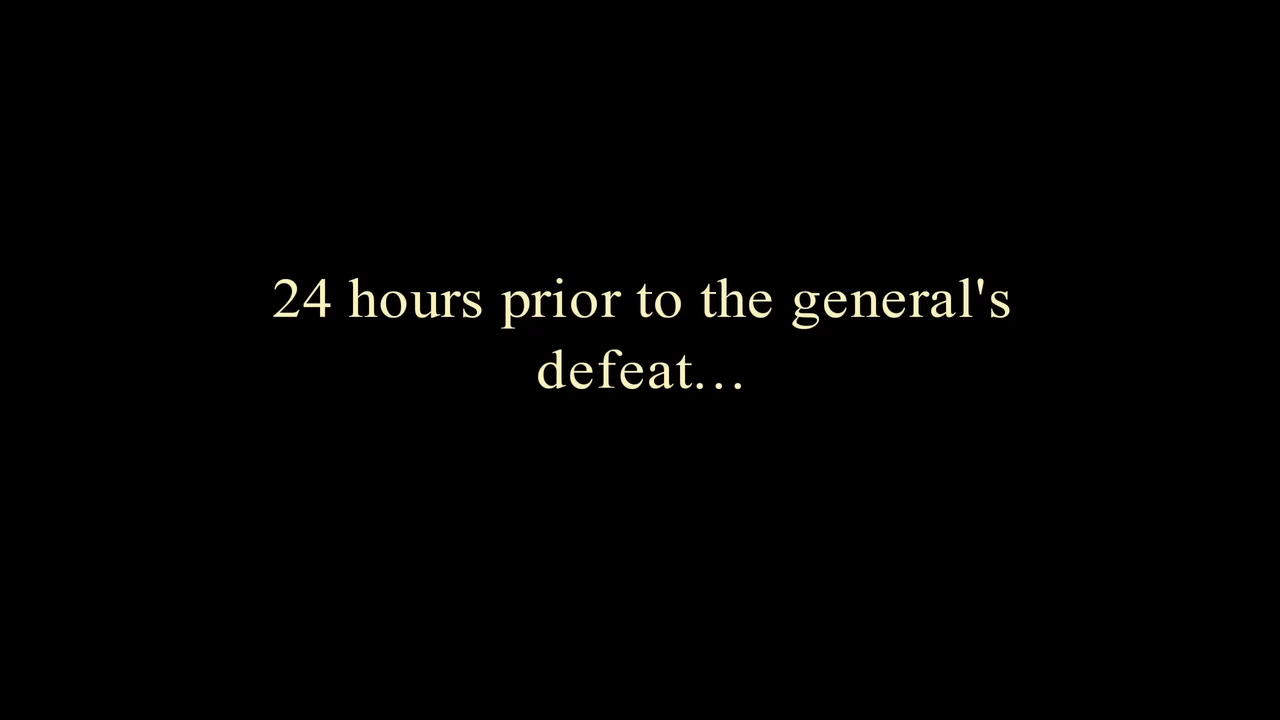 24 hours prior to the general's
defeat…